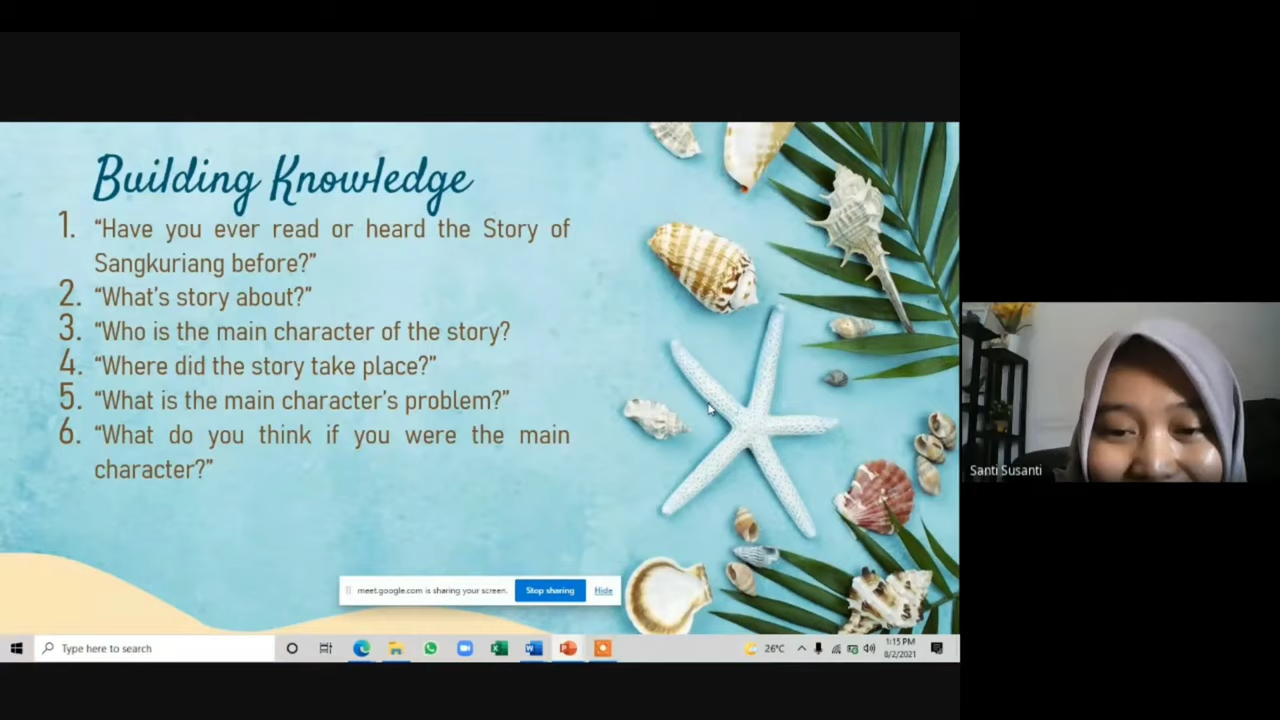 Building Knowledge
1. “Have you ever read or heard the Story of
Sangkuriang before?”
2. “What's story about?”
3. “Who is the main character of the story?
4. “Where did the story take place?”
5. “What is the main character's problem?”
6. “What do you think if you were the main
character?”
Santi Susanti
meet.google.com is sharing your screen.
Stop sharing
Hide
Type here to search
26°C
1:15 PM
8/2/2021